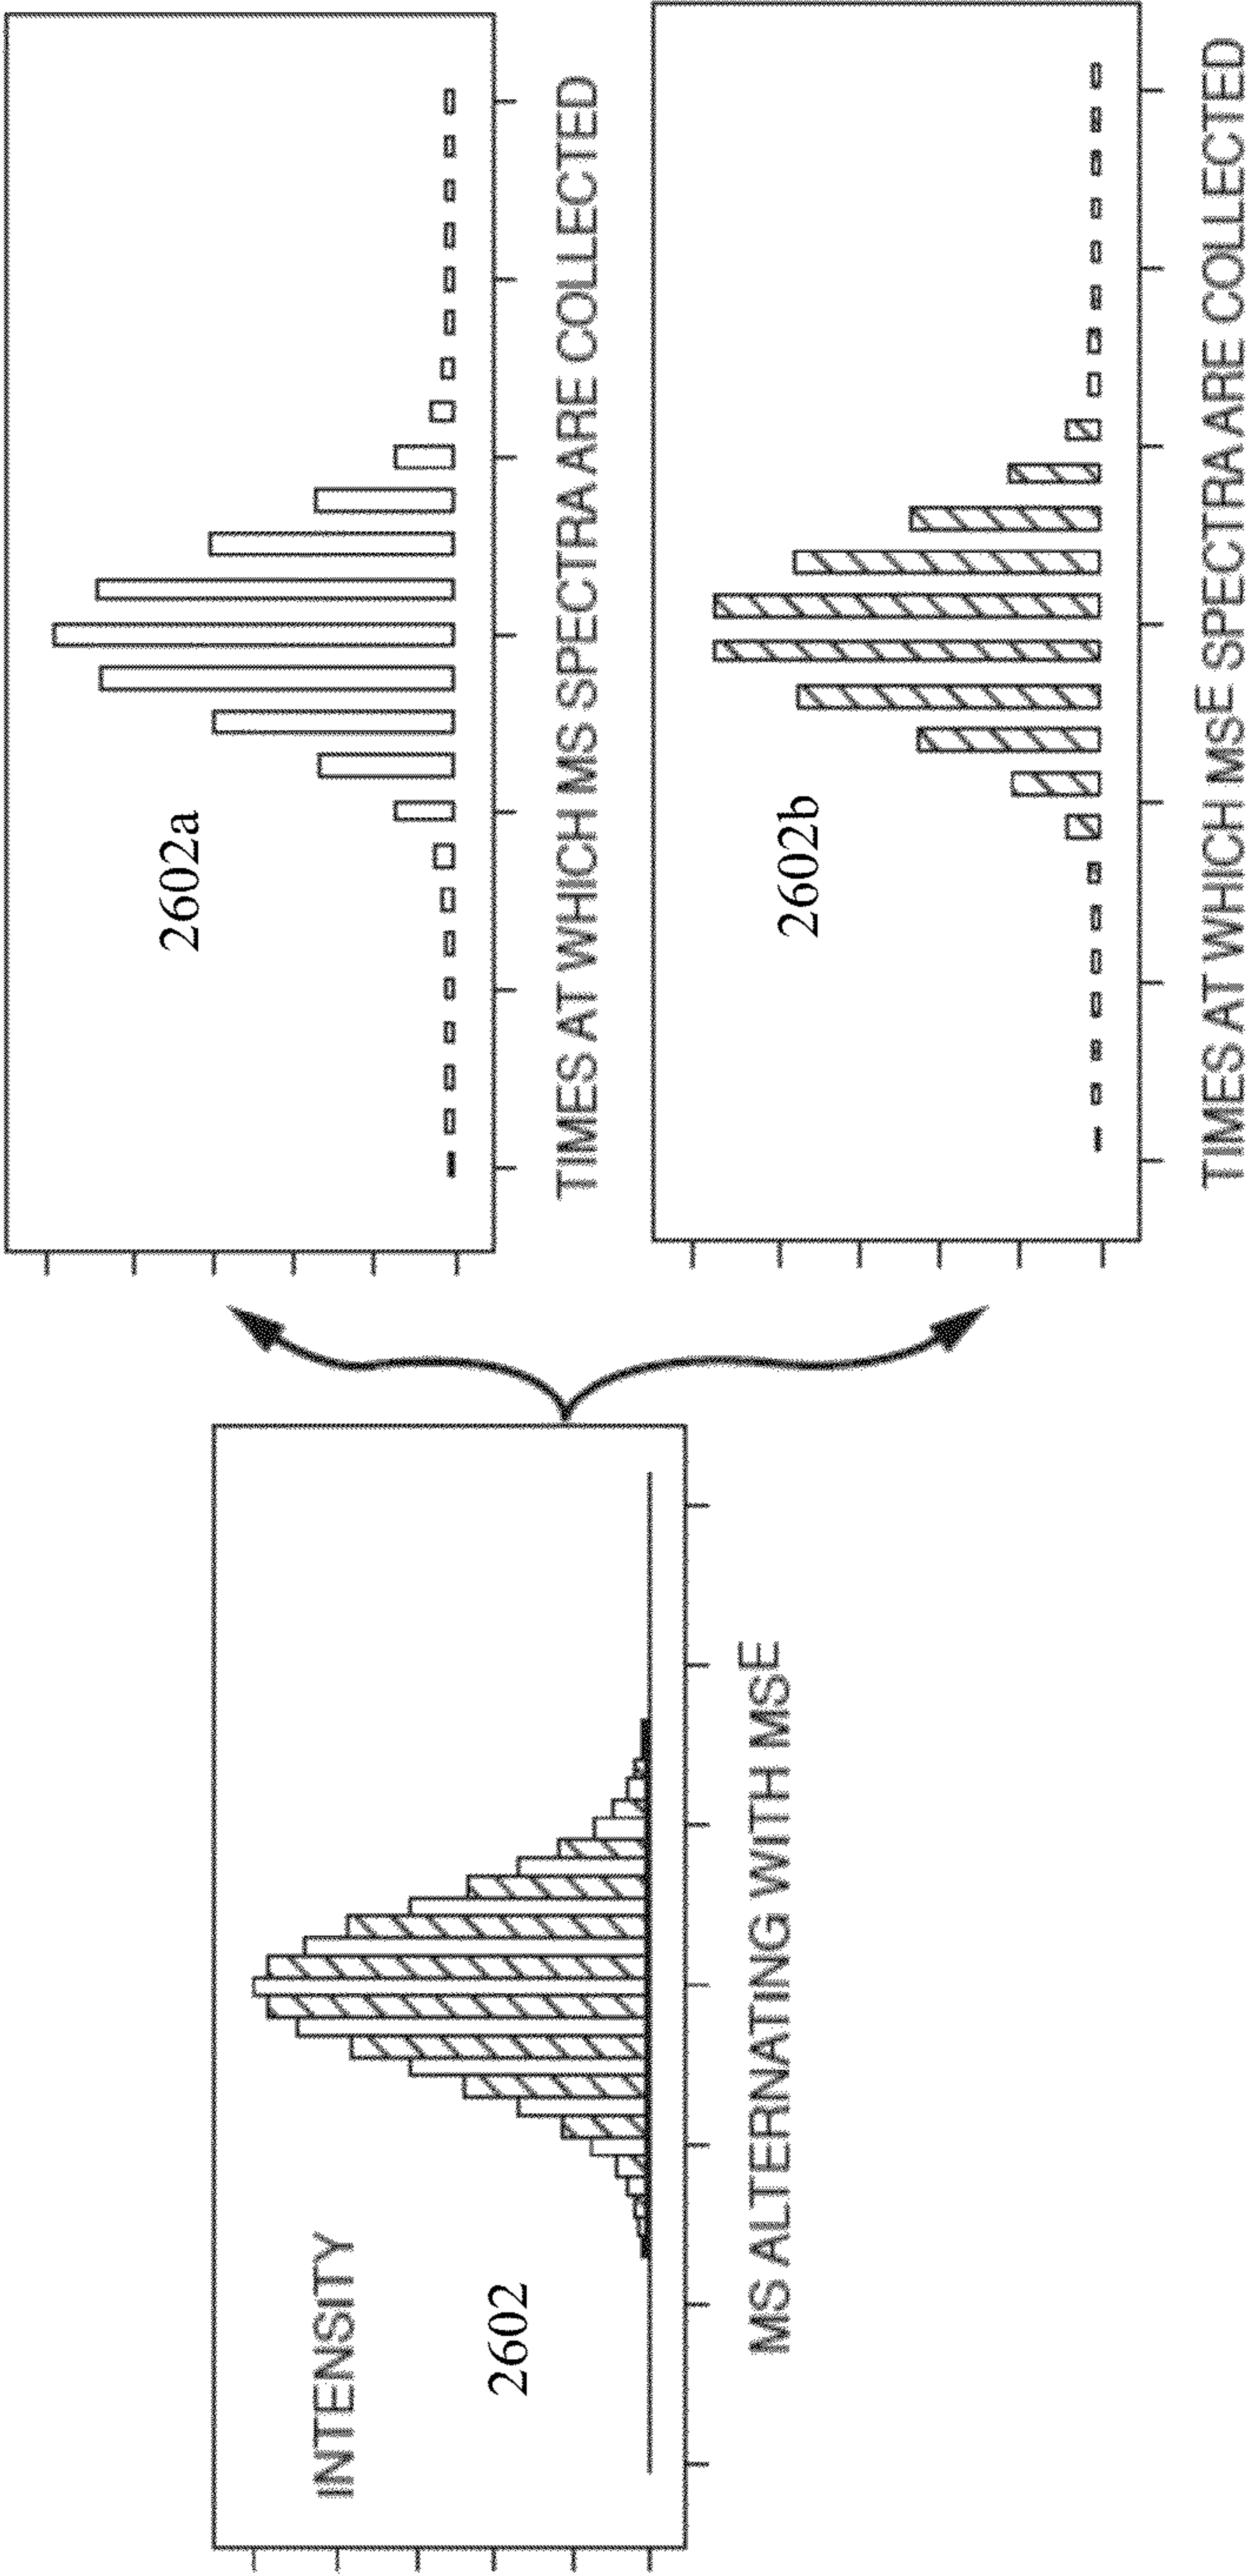 INTENSITY
2602
MS ALTERNATING WITH MSE
2602a
TIMES AT WHICH MS SPECTRA ARE COLLECTED
2602b
TIMES AT WHICH MSE SPECTRA ARE COLLECTED